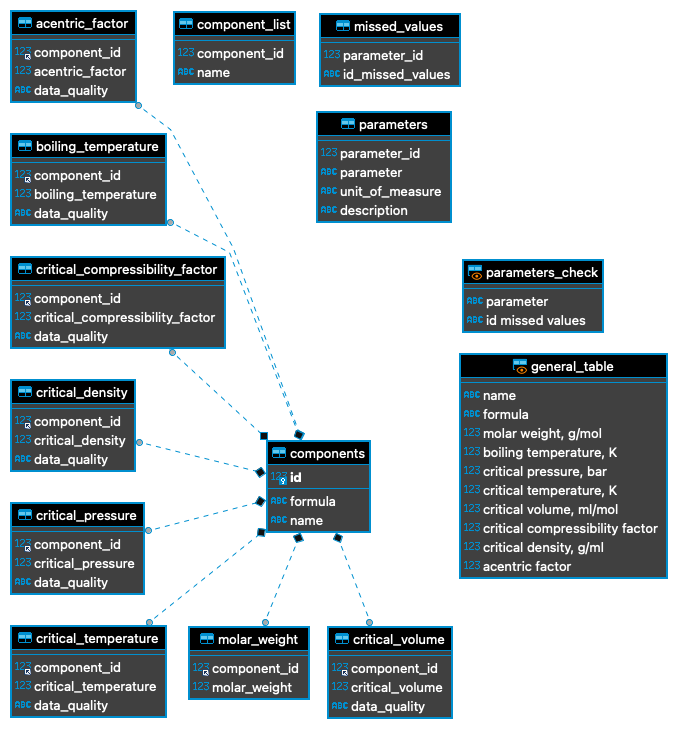 acentric_factor
123 component_id
123 acentric_factor
ABC data_quality
component_list
123 component_id
ABC name
missed_values
123 parameter_id
ABC id_missed_values
parameters
123 parameter_id
ABC parameter
ABC unit_of_measure
ABC description
boiling_temperature
123 component_id
123 boiling_temperature
ABC data_quality
critical_compressibility_factor
123 component_id
123 critical_compressibility_factor
ABC data_quality
parameters_check
ABC parameter
ABC id missed values
general_table
ABC name
ABC formula
123 molar weight, g/mol
123 boiling temperature, K
123 critical pressure, bar
123 critical temperature, K
123 critical volume, ml/mol
123 critical compressibility factor
123 critical density, g/ml
123 acentric factor
critical_density
123 component_id
123 critical_density
ABC data_quality
components
123 id
ABC formula
ABC name
critical_pressure
123 component_id
123 critical_pressure
ABC data_quality
critical_temperature
123 component_id
123 critical_temperature
ABC data_quality
molar_weight
123 component_id
123 molar_weight
critical_volume
123 component_id
123 critical_volume
ABC data_quality